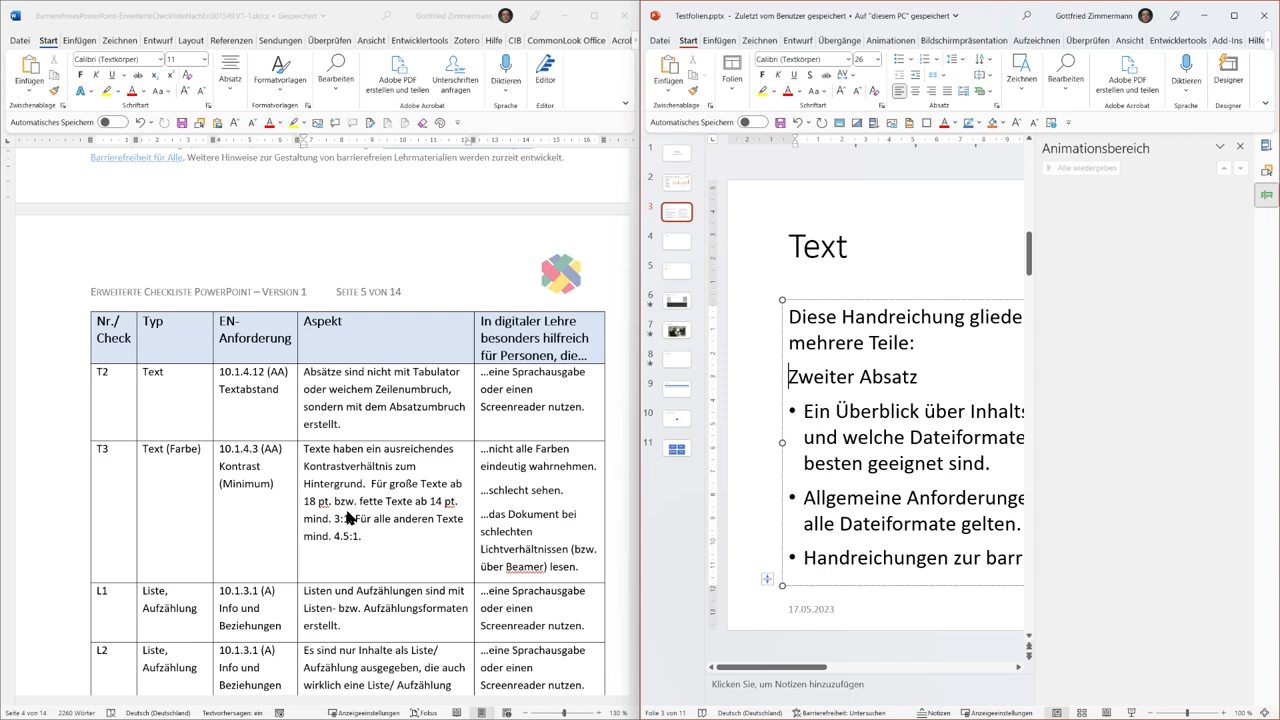 BarrierefreiesPowerPoint-ErweiterteChecklisteNachEn301549.V1-1.docx • Gespeichert
Gottfried Zimmermann
Datei Start Einfügen Zeichnen Entwurf Layout Referenzen Sendungen Überprüfen Ansicht Entwicklertools Zotero Hilfe CIB CommonLook Office Acrob
Calibri (Textkörper) 11
Einfügen
Absatz
Formatvorlagen
Bearbeiten
Adobe PDF erstellen und teilen
Unterschriften anfragen
Diktieren
Editor
Zwischenablage
Schriftart
Formatvorlagen
Adobe Acrobat
Sprache
Editor
Automatisches Speichern
Barrierefreiheit für Alle. Weitere Hinweise zur Gestaltung von barrierefreien Lehrmaterialien werden zurzeit entwickelt.
ERWEITERTE CHECKLISTE POWERPOINT – VERSION 1 SEITE 5 VON 14
Nr./ Check
Typ
EN-Anforderung
Aspekt
In digitaler Lehre
besonders hilfreich
für Personen, die…
T2
Text
10.1.4.12 (AA)
Textabstand
Absätze sind nicht mit Tabulator
oder weichem Zeilenumbruch,
sondern mit dem Absatzumbruch
erstellt.
…eine Sprachausgabe
oder einen
Screenreader nutzen.
T3
Text (Farbe)
10.1.4.3 (AA)
Kontrast
(Minimum)
Texte haben ein ausreichendes
Kontrastverhältnis zum
Hintergrund. Für große Texte ab
18 pt. bzw. fette Texte ab 14 pt.
mind. 3:1. Für alle anderen Texte
mind. 4.5:1.
…nicht alle Farben
eindeutig wahrnehmen.
…schlecht sehen.
…das Dokument bei
schlechten
Lichtverhältnissen (bzw.
über Beamer) lesen.
L1
Liste,
Aufzählung
10.1.3.1 (A)
Info und
Beziehungen
Listen und Aufzählungen sind mit
Listen- bzw. Aufzählungsformaten
erstellt.
…eine Sprachausgabe
oder einen
Screenreader nutzen.
L2
Liste,
Aufzählung
10.1.3.1 (A)
Info und
Beziehungen
Es sind nur Inhalte als Liste/
Aufzählung ausgegeben, die auch
wirklich eine Liste/ Aufzählung
…eine Sprachausgabe
oder einen
Screenreader nutzen.
Seite 4 von 14 2260 Wörter Deutsch (Deutschland) Textvorhersagen: ein Anzeigeeinstellungen Fokus 130 %
Testfolien.pptx - Zuletzt vom Benutzer gespeichert • Auf "diesem PC" gespeichert
Gottfried Zimmermann
Datei Start Einfügen Zeichnen Entwurf Übergänge Animationen Bildschirmpräsentation Aufzeichnen Überprüfen Ansicht Entwicklertools Add-Ins Hilfe
Calibri (Textkörper) 26
Einfügen
Folien
Zeichnen
Bearbeiten
Adobe PDF erstellen und teilen
Diktieren
Designer
Zwischenablage
Schriftart
Absatz
Adobe Acrobat
Sprache
Designer
Automatisches Speichern
1
2
3
4
5
6
7
8
9
10
11
Text
Diese Handreichung gliede
mehrere Teile:
Zweiter Absatz
• Ein Überblick über Inhalts
und welche Dateiformate
besten geeignet sind.
• Allgemeine Anforderunge
alle Dateiformate gelten.
• Handreichungen zur barr
17.05.2023
Animationsbereich
Alle wiedergeben
Klicken Sie, um Notizen hinzuzufügen
Folie 3 von 11 Deutsch (Deutschland) Barrierefreiheit: Untersuchen Notizen Anzeigeeinstellungen 100 %